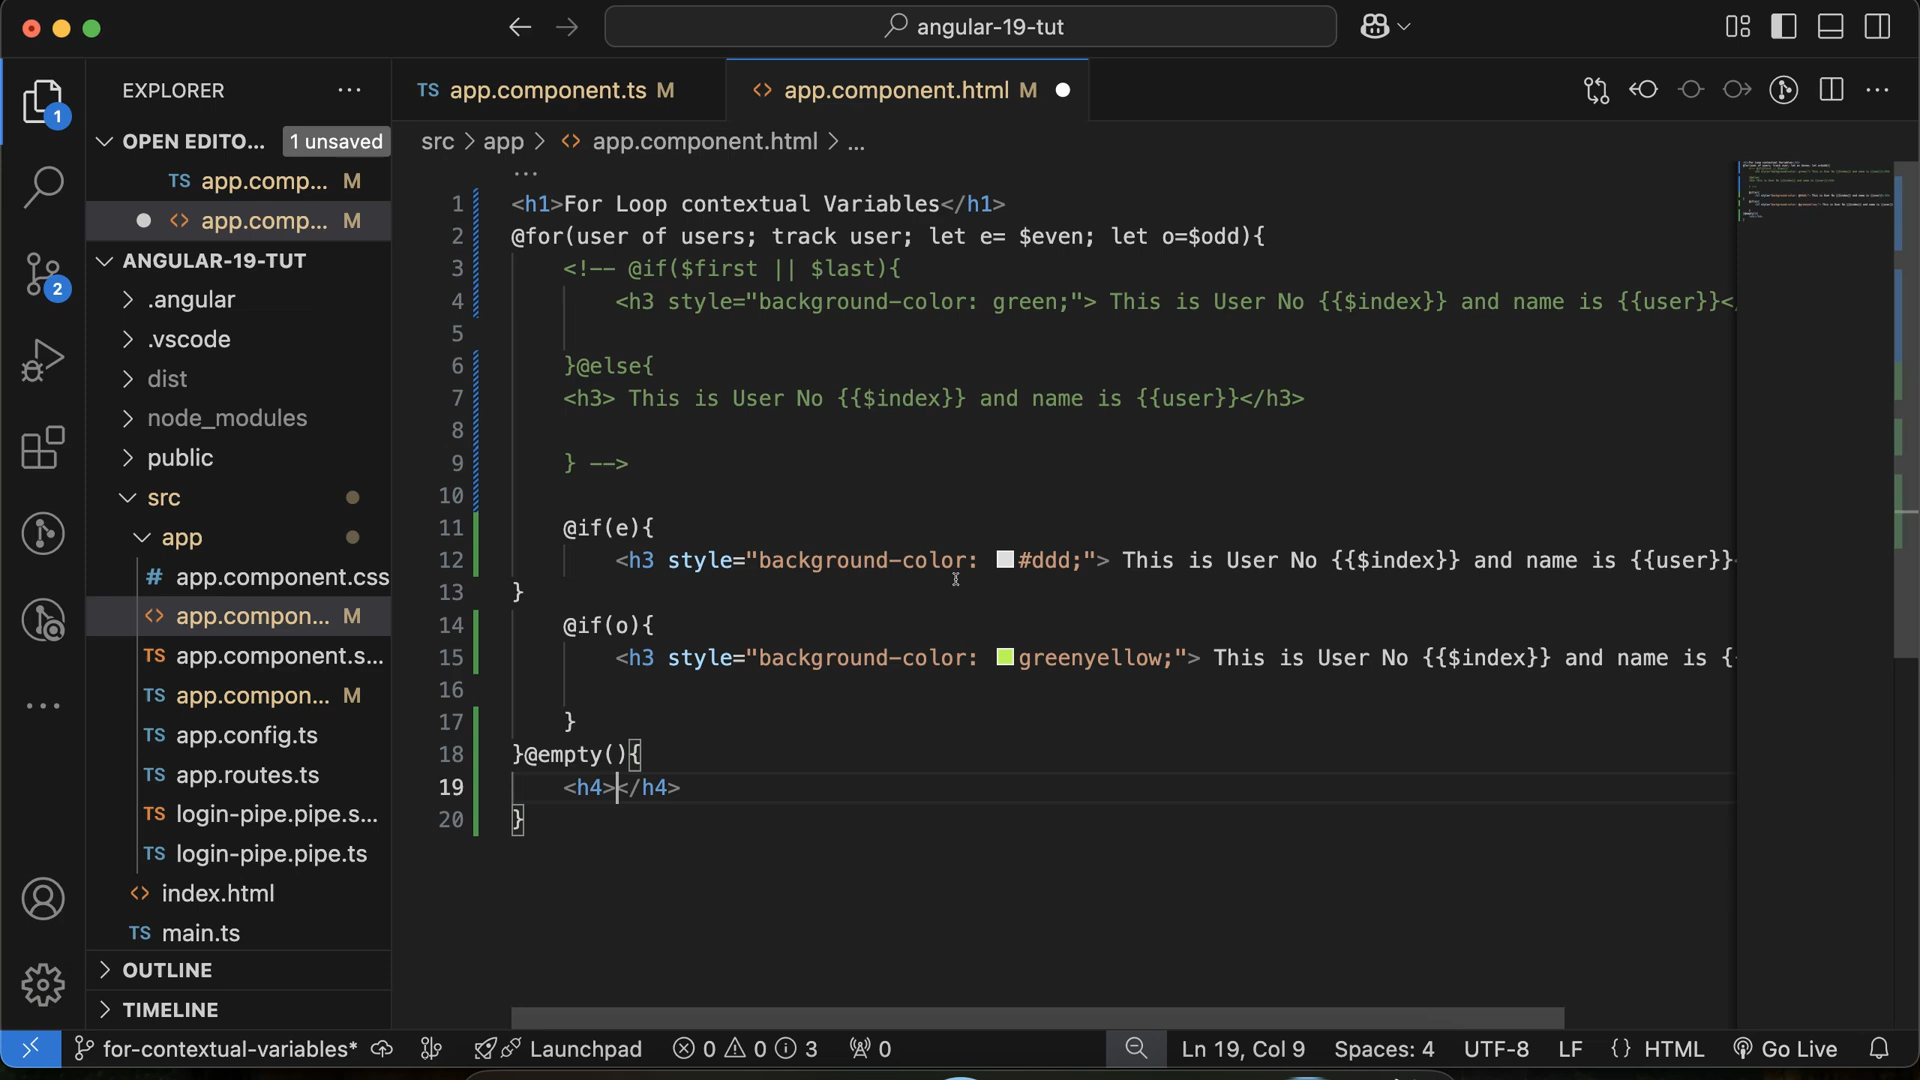 angular-19-tut
EXPLORER ...
TS app.component.ts M
<> app.component.html M
1
OPEN EDITO... 1 unsaved
src > app > <> app.component.html > ...
TS app.comp... M
<> app.comp... M
ANGULAR-19-TUT
2
.angular
.vscode
dist
node_modules
public
src
app
# app.component.css
<> app.compon... M
TS app.component.s...
TS app.compon... M
TS app.config.ts
TS app.routes.ts
TS login-pipe.pipe.s...
TS login-pipe.pipe.ts
<> index.html
TS main.ts
OUTLINE
TIMELINE
...
1 <h1>For Loop contextual Variables</h1>
2 @for(user of users; track user; let e= $even; let o=$odd){
3 <!-- @if($first || $last){
4 <h3 style="background-color: green;"> This is User No {{$index}} and name is {{user}}<
5
6 }@else{
7 <h3> This is User No {{$index}} and name is {{user}}</h3>
8
9 } -->
10
11 @if(e){
12 <h3 style="background-color: #ddd;"> This is User No {{$index}} and name is {{user}}
13 }
14 @if(o){
15 <h3 style="background-color: greenyellow;"> This is User No {{$index}} and name is {
16
17 }
18 }@empty(){
19 <h4></h4>
20 }
for-contextual-variables* Launchpad 0 0 3 0 Ln 19, Col 9 Spaces: 4 UTF-8 LF {} HTML Go Live